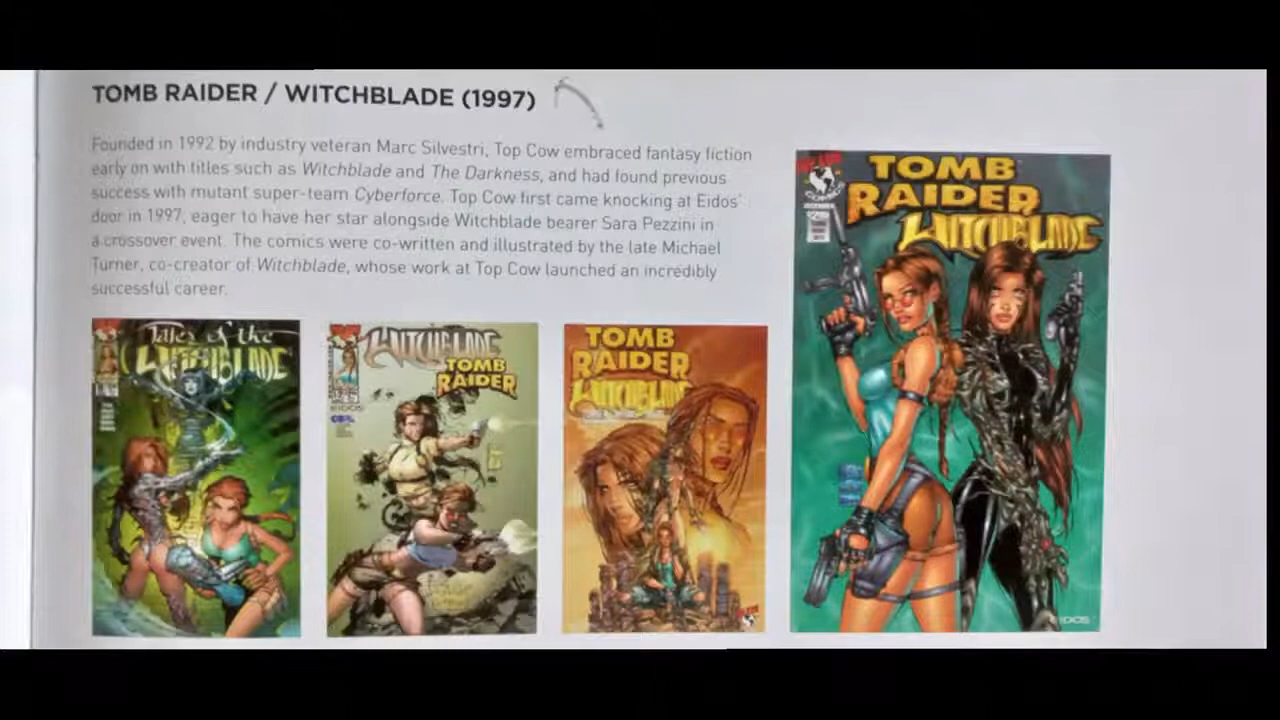 TOMB RAIDER / WITCHBLADE (1997)
Founded in 1992 by industry veteran Marc Silvestri, Top Cow embraced fantasy fiction
early on with titles such as Witchblade and The Darkness, and had found previous
success with mutant super-team Cyberforce. Top Cow first came knocking at Eidos'
door in 1997, eager to have her star alongside Witchblade bearer Sara Pezzini in
a crossover event. The comics were co-written and illustrated by the late Michael
Turner, co-creator of Witchblade, whose work at Top Cow launched an incredibly
successful career.
Tales of the
WITCHBLADE
WITCHBLADE
TOMB
RAIDER
EIDOS
TOMB
RAIDER
WITCHBLADE
TOMB
RAIDER
WITCHBLADE
EIDOS